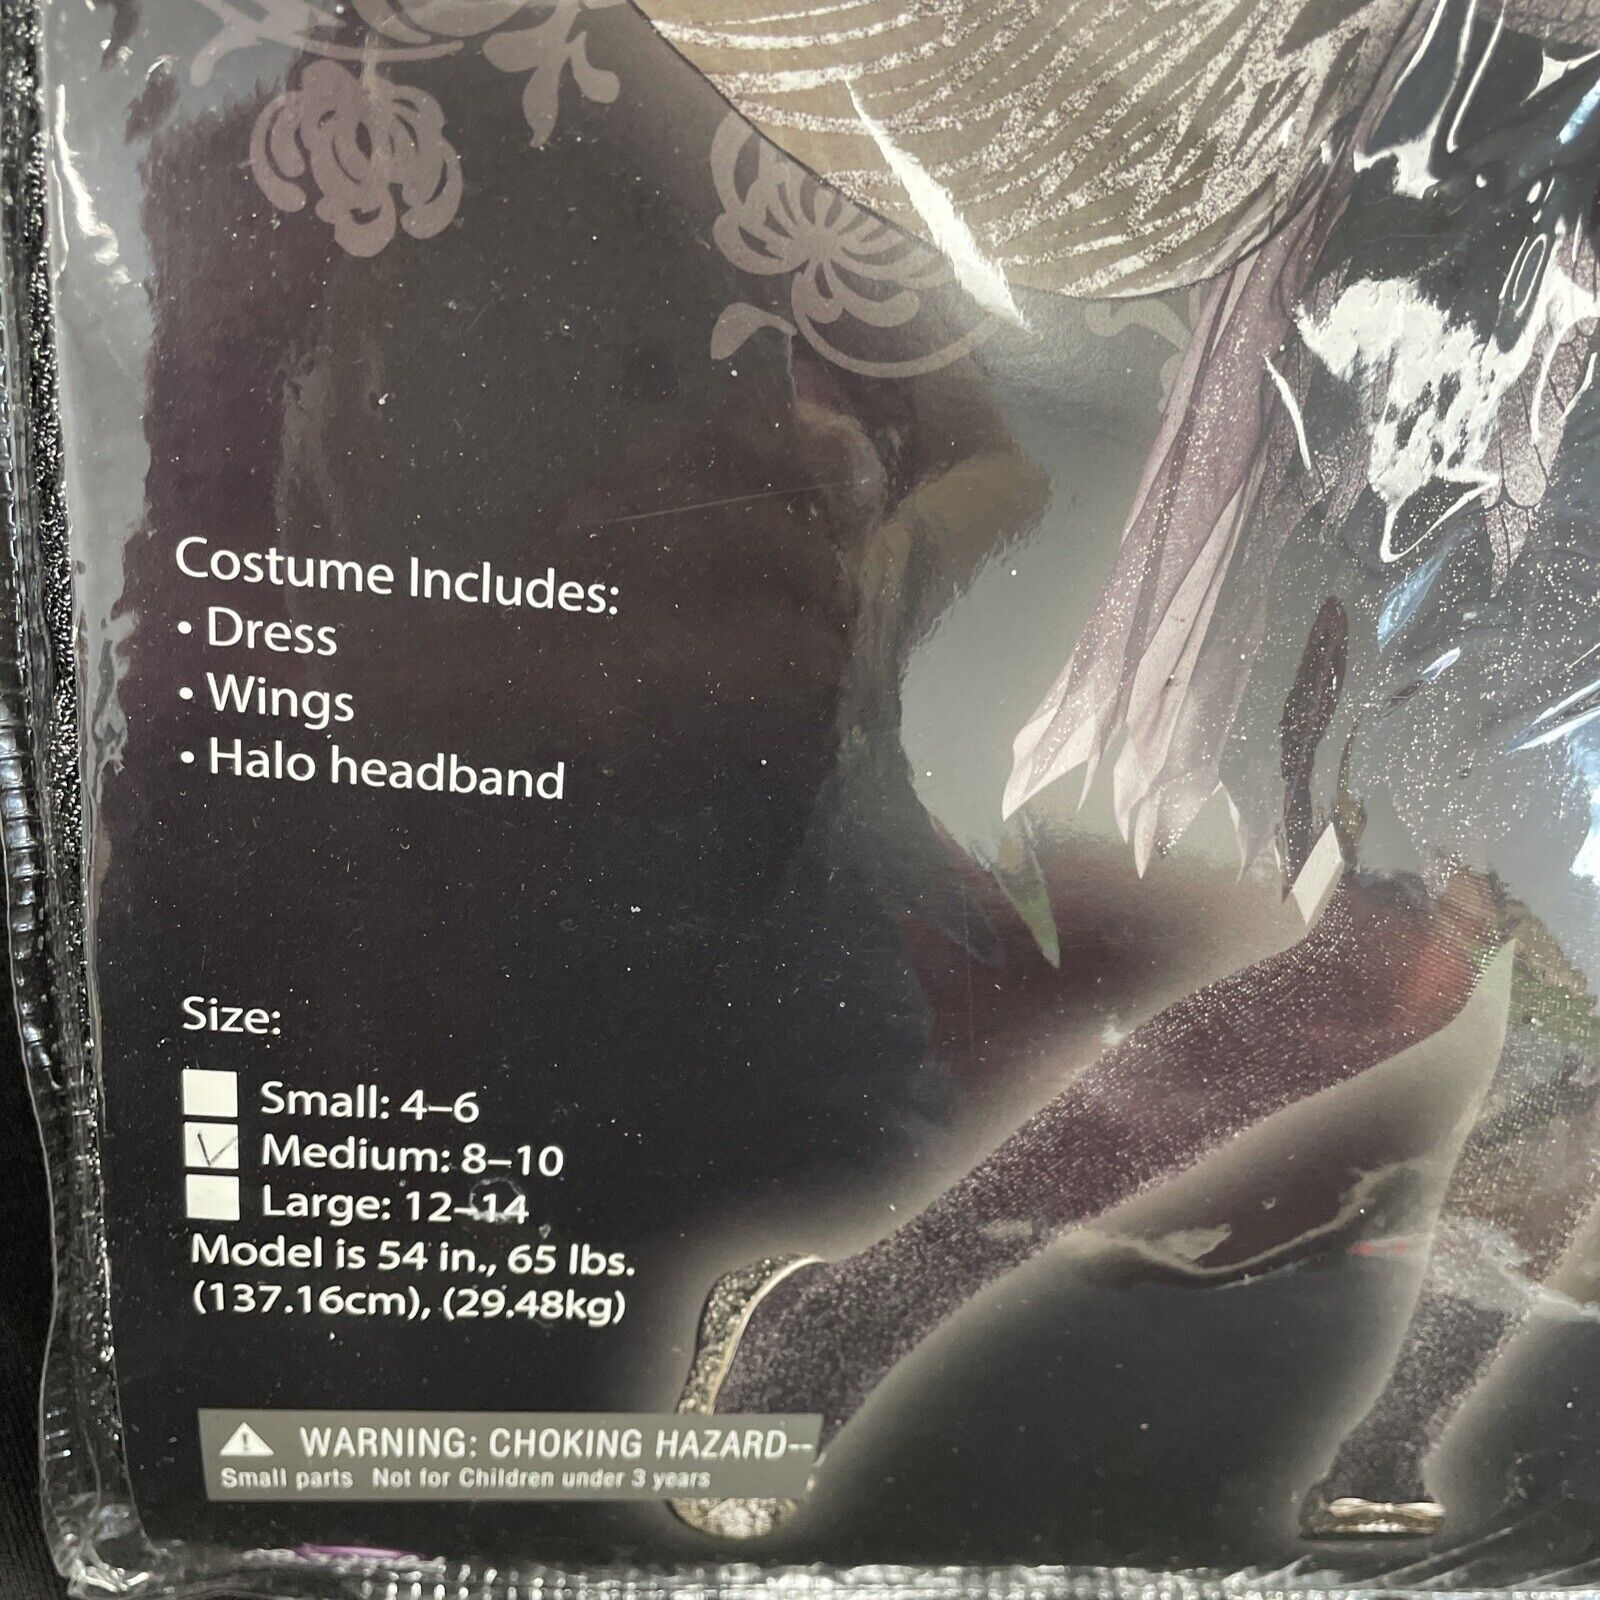 Costume Includes:
• Dress
• Wings
• Halo headband
Size:
Small: 4–6
Medium: 8–10
Large: 12–14
Model is 54 in., 65 lbs.
(137.16cm), (29.48kg)
WARNING: CHOKING HAZARD--
Small parts Not for Children under 3 years